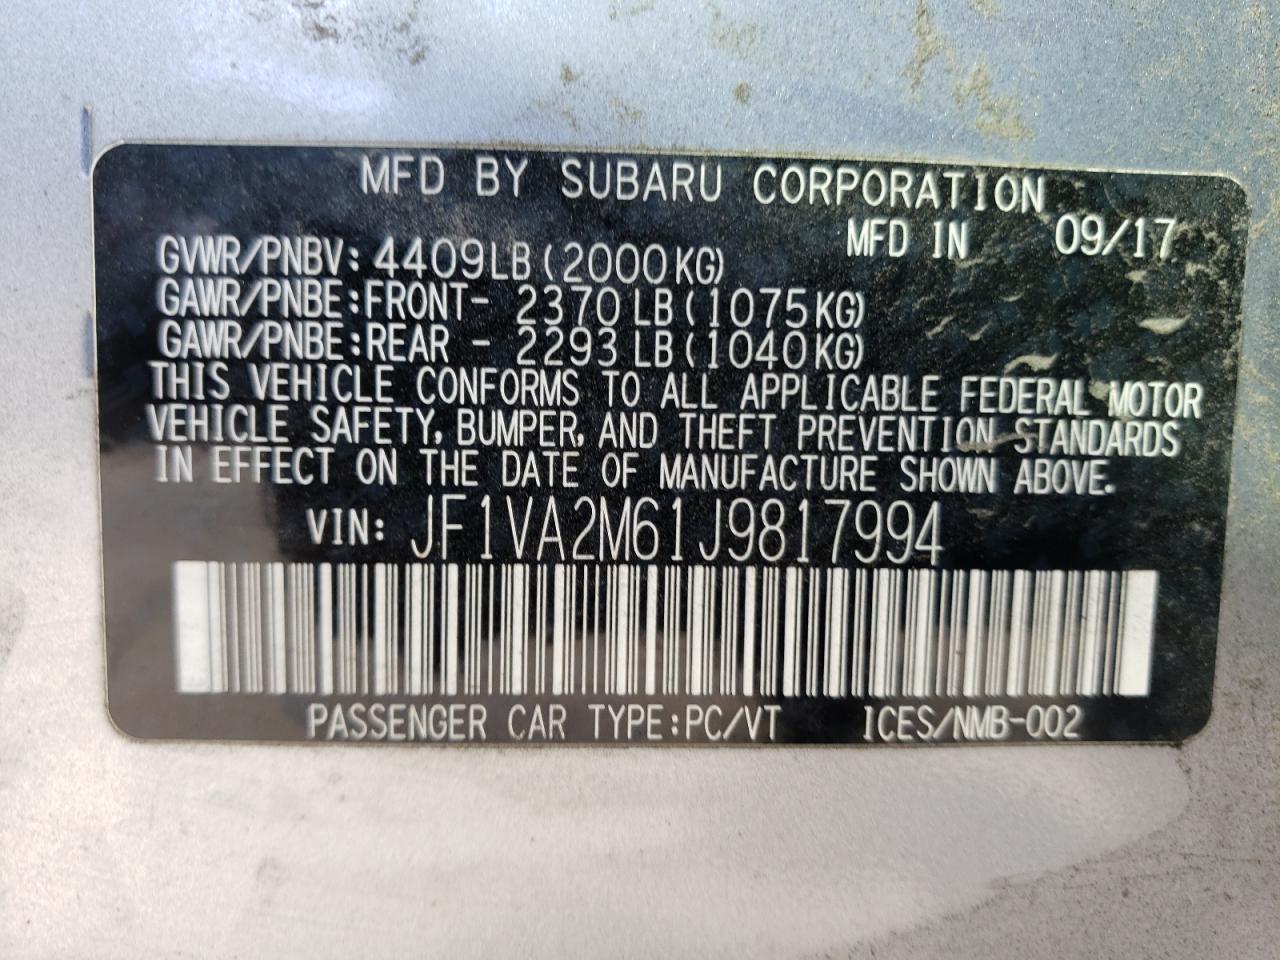 MFD BY SUBARU CORPORATION
MFD IN 09/17
GVWR/PNBV: 4409LB (2000KG)
GAWR/PNBE:FRONT- 2370 LB (1075KG)
GAWR/PNBE:REAR - 2293 LB (1040KG)
THIS VEHICLE CONFORMS TO ALL APPLICABLE FEDERAL MOTOR
VEHICLE SAFETY, BUMPER, AND THEFT PREVENTION STANDARDS
IN EFFECT ON THE DATE OF MANUFACTURE SHOWN ABOVE.
VIN: JF1VA2M61J9817994
PASSENGER CAR TYPE:PC/VT ICES/NMB-002